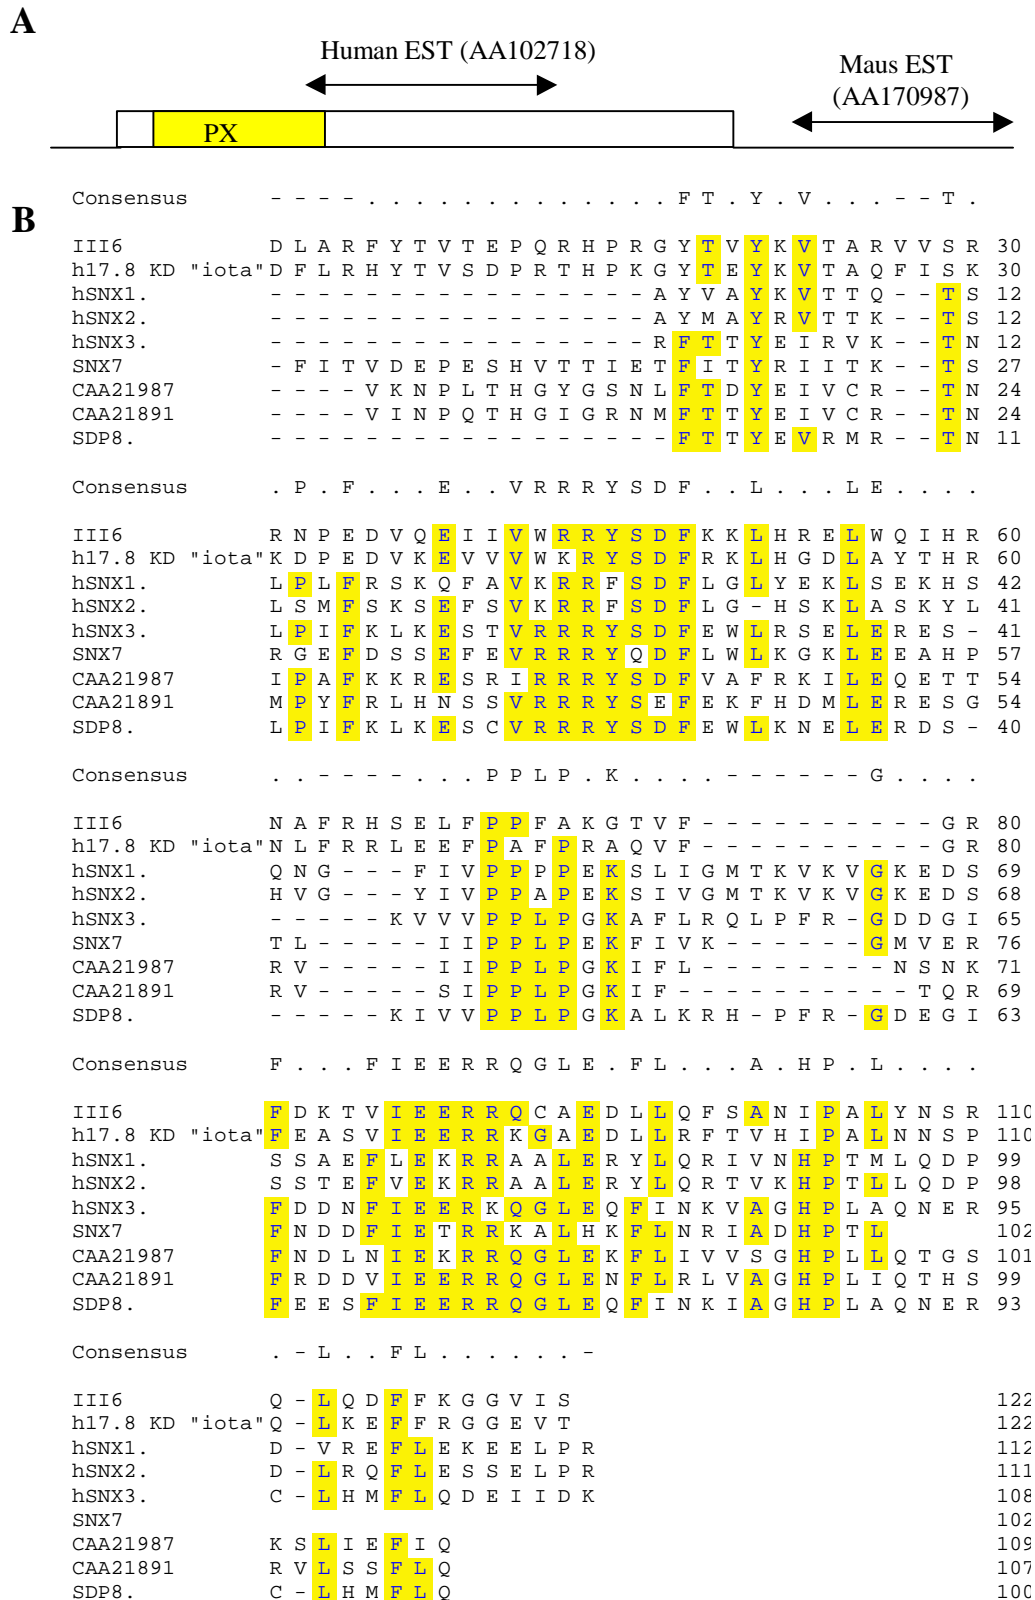 A
Human EST (AA102718)
Maus EST
(AA170987)
PX
B
Consensus - - - - . . . . . . . . . . . . . F T . Y . V . . . - - T .
III6 D L A R F Y T V T E P Q R H P R G Y T V Y K V T A R V V S R 30
h17.8 KD "iota" D F L R H Y T V S D P R T H P K G Y T E Y K V T A Q F I S K 30
hSNX1. - - - - - - - - - - - - - - - - A Y V A Y K V T T Q - - T S 12
hSNX2. - - - - - - - - - - - - - - - - A Y M A Y R V T T K - - T S 12
hSNX3. - - - - - - - - - - - - - - - - R F T T Y E I R V K - - T N 12
SNX7 - F I T V D E P E S H V T T I E T F I T Y R I I T K - - T S 27
CAA21987 - - - - V K N P L T H G Y G S N L F T D Y E I V C R - - T N 24
CAA21891 - - - - V I N P Q T H G I G R N M F T T Y E I V C R - - T N 24
SDP8. - - - - - - - - - - - - - - - - - F T T Y E V R M R - - T N 11
Consensus . P . F . . . E . . V R R R Y S D F . . L . . . L E . . . .
III6 R N P E D V Q E I I V W R R Y S D F K K L H R E L W Q I H R 60
h17.8 KD "iota" K D P E D V K E V V V W K R Y S D F R K L H G D L A Y T H R 60
hSNX1. L P L F R S K Q F A V K R R F S D F L G L Y E K L S E K H S 42
hSNX2. L S M F S K S E F S V K R R F S D F L G - H S K L A S K Y L 41
hSNX3. L P I F K L K E S T V R R R Y S D F E W L R S E L E R E S - 41
SNX7 R G E F D S S E F E V R R R Y Q D F L W L K G K L E E A H P 57
CAA21987 I P A F K K R E S R I R R R Y S D F V A F R K I L E Q E T T 54
CAA21891 M P Y F R L H N S S V R R R Y S E F E K F H D M L E R E S G 54
SDP8. L P I F K L K E S C V R R R Y S D F E W L K N E L E R D S - 40
Consensus . . - - - - . . . P P L P . K . . . . - - - - - - G . . . .
III6 N A F R H S E L F P P F A K G T V F - - - - - - - - - - G R 80
h17.8 KD "iota" N L F R R L E E F P A F P R A Q V F - - - - - - - - - - G R 80
hSNX1. Q N G - - - F I V P P P P E K S L I G M T K V K V G K E D S 69
hSNX2. H V G - - - Y I V P P A P E K S I V G M T K V K V G K E D S 68
hSNX3. - - - - - K V V V P P L P G K A F L R Q L P F R - G D D G I 65
SNX7 T L - - - - - I I P P L P E K F I V K - - - - - - G M V E R 76
CAA21987 R V - - - - - I I P P L P G K I F L - - - - - - - - N S N K 71
CAA21891 R V - - - - - S I P P L P G K I F - - - - - - - - - - T Q R 69
SDP8. - - - - - K I V V P P L P G K A L K R H - P F R - G D E G I 63
Consensus F . . . F I E E R R Q G L E . F L . . . A . H P . L . . . .
III6 F D K T V I E E R R Q C A E D L L Q F S A N I P A L Y N S R 110
h17.8 KD "iota" F E A S V I E E R R K G A E D L L R F T V H I P A L N N S P 110
hSNX1. S S A E F L E K R R A A L E R Y L Q R I V N H P T M L Q D P 99
hSNX2. S S T E F V E K R R A A L E R Y L Q R T V K H P T L L Q D P 98
hSNX3. F D D N F I E E R K Q G L E Q F I N K V A G H P L A Q N E R 95
SNX7 F N D D F I E T R R K A L H K F L N R I A D H P T L 102
CAA21987 F N D L N I E K R R Q G L E K F L I V V S G H P L L Q T G S 101
CAA21891 F R D D V I E E R R Q G L E N F L R L V A G H P L I Q T H S 99
SDP8. F E E S F I E E R R Q G L E Q F I N K I A G H P L A Q N E R 93
Consensus . - L . . F L . . . . . . -
III6 Q - L Q D F F K G G V I S 122
h17.8 KD "iota" Q - L K E F F R G G E V T 122
hSNX1. D - V R E F L E K E E L P R 112
hSNX2. D - L R Q F L E S S E L P R 111
hSNX3. C - L H M F L Q D E I I D K 108
SNX7 102
CAA21987 K S L I E F I Q 109
CAA21891 R V L S S F L Q 107
SDP8. C - L H M F L Q 100